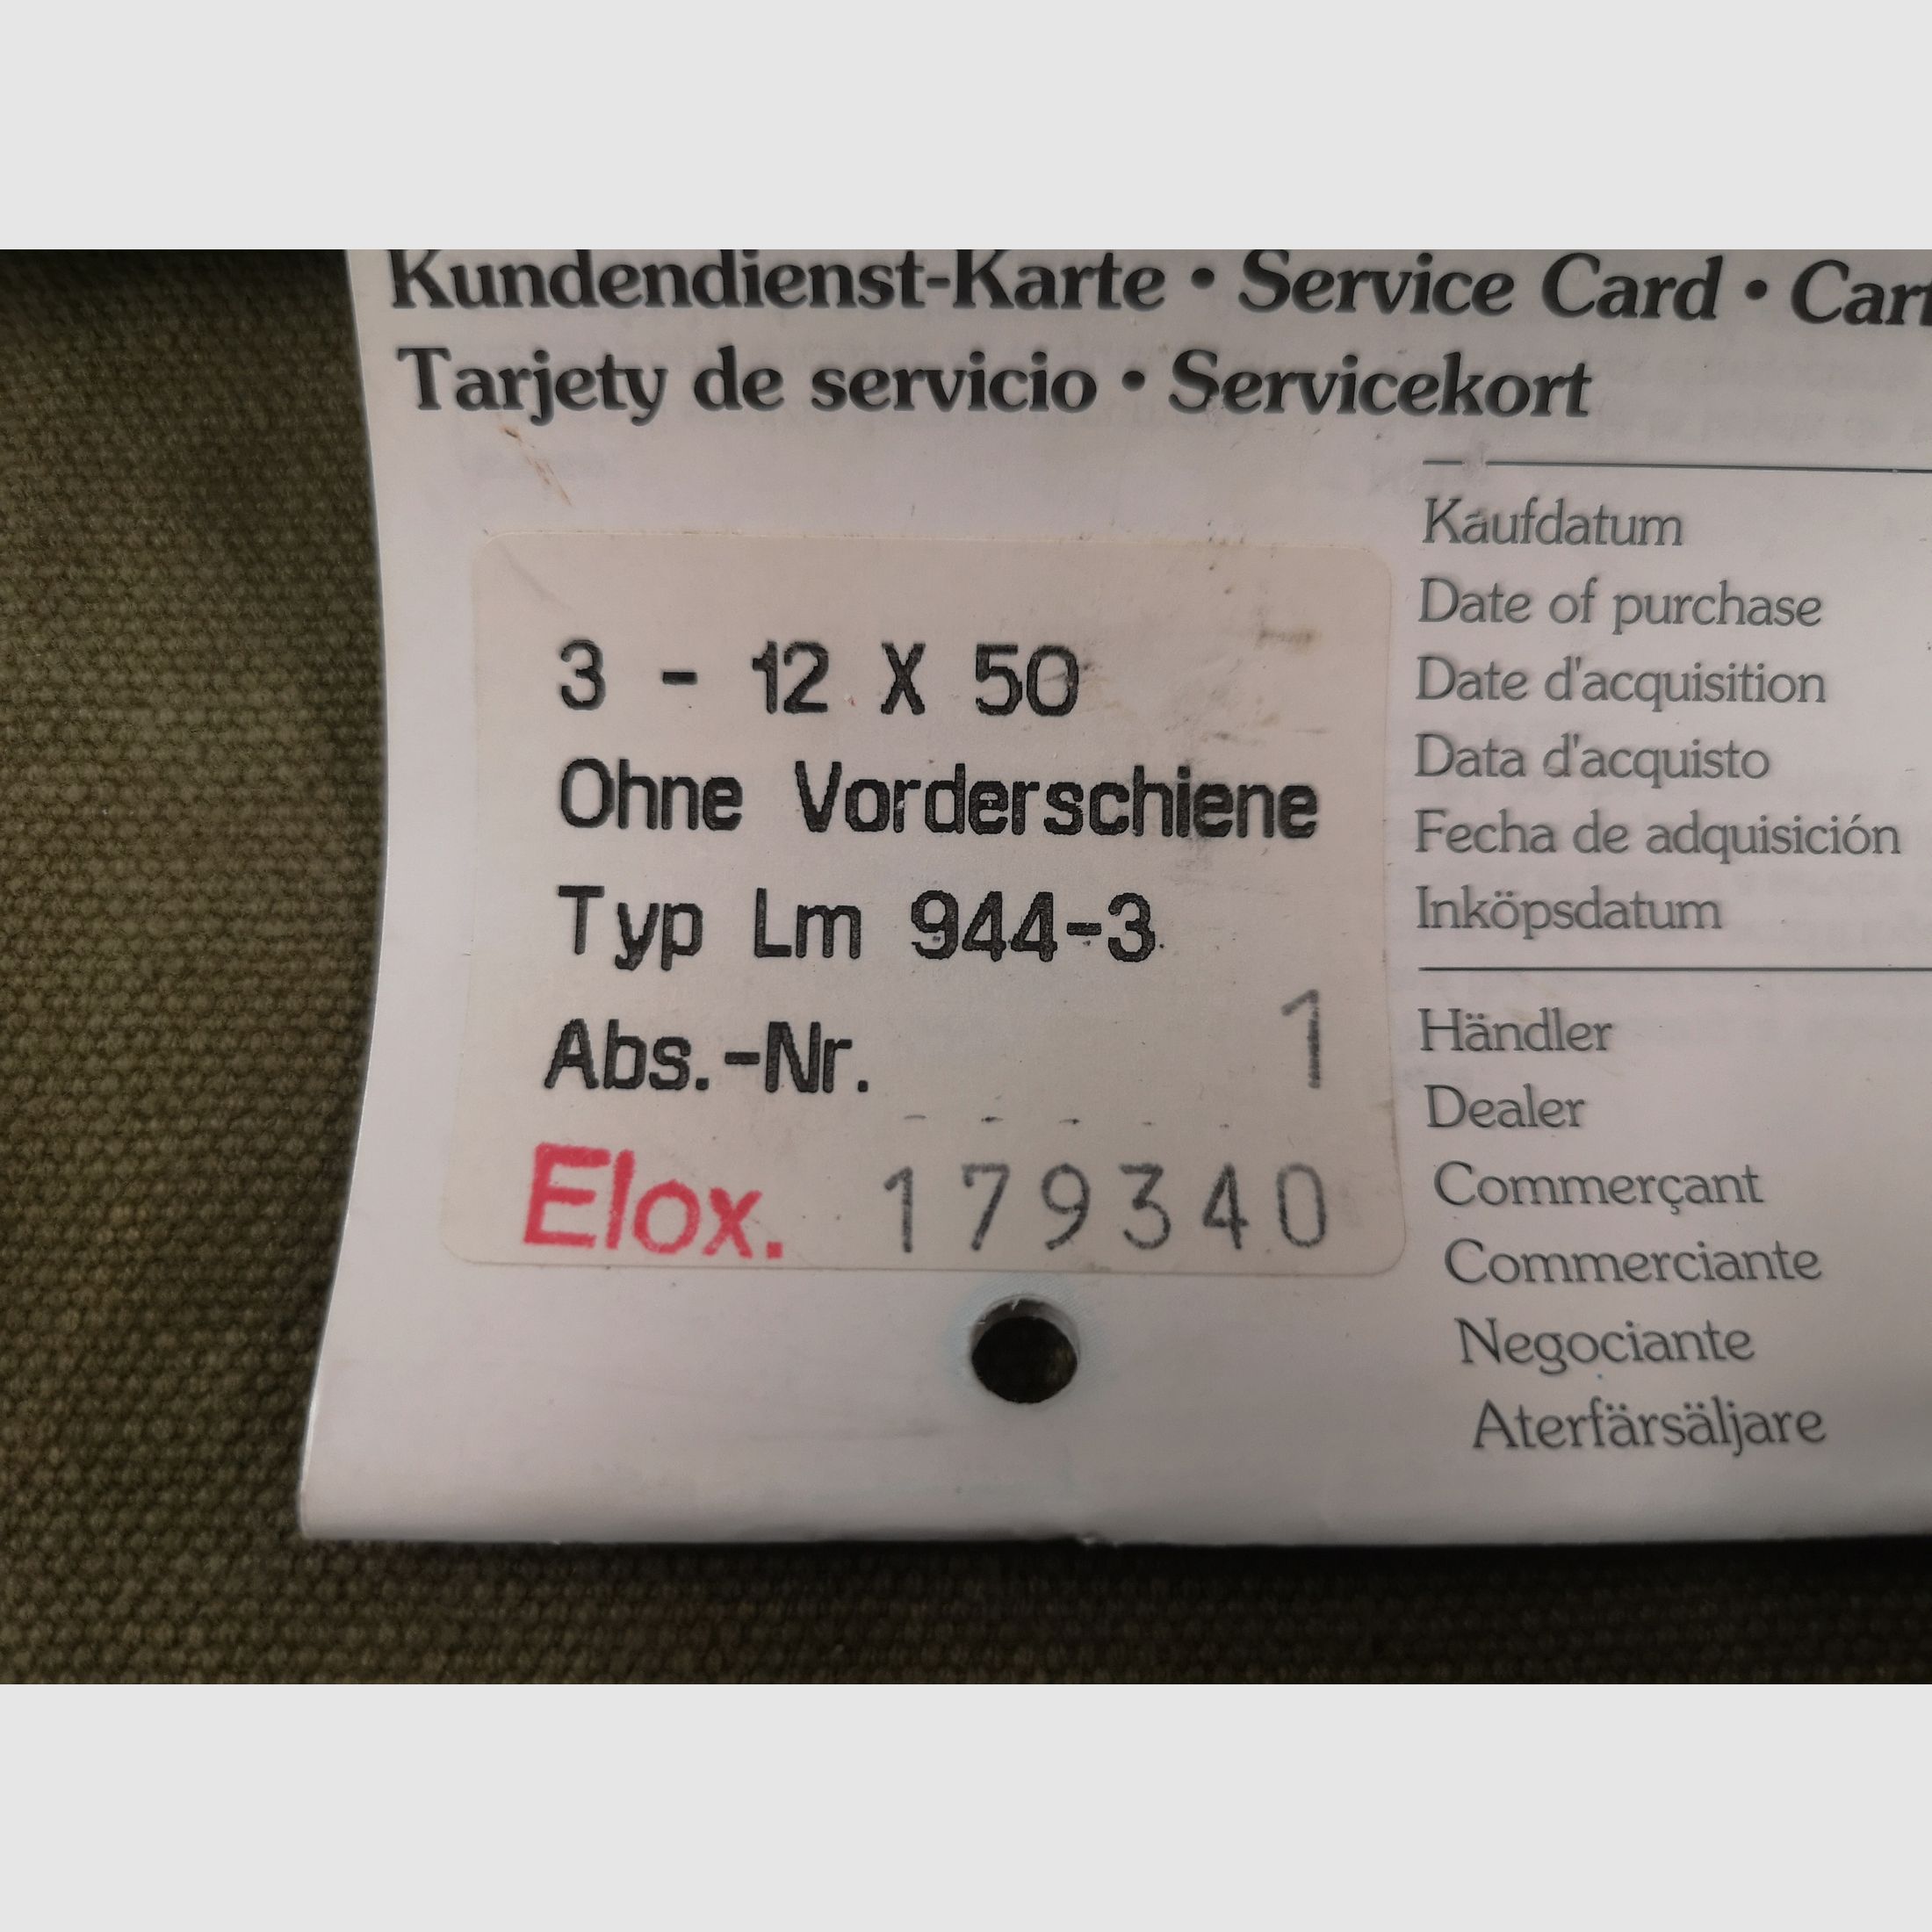 Kundendienst-Karte • Service Card • Cart
Tarjety de servicio • Servicekort
3 - 12 X 50
Ohne Vorderschiene
Typ Lm 944-3
Abs.-Nr. 1
Elox. 179340
Kaufdatum
Date of purchase
Date d'acquisition
Data d'acquisto
Fecha de adquisición
Inköpsdatum
Händler
Dealer
Commerçant
Commerciante
Negociante
Aterfärsäljare